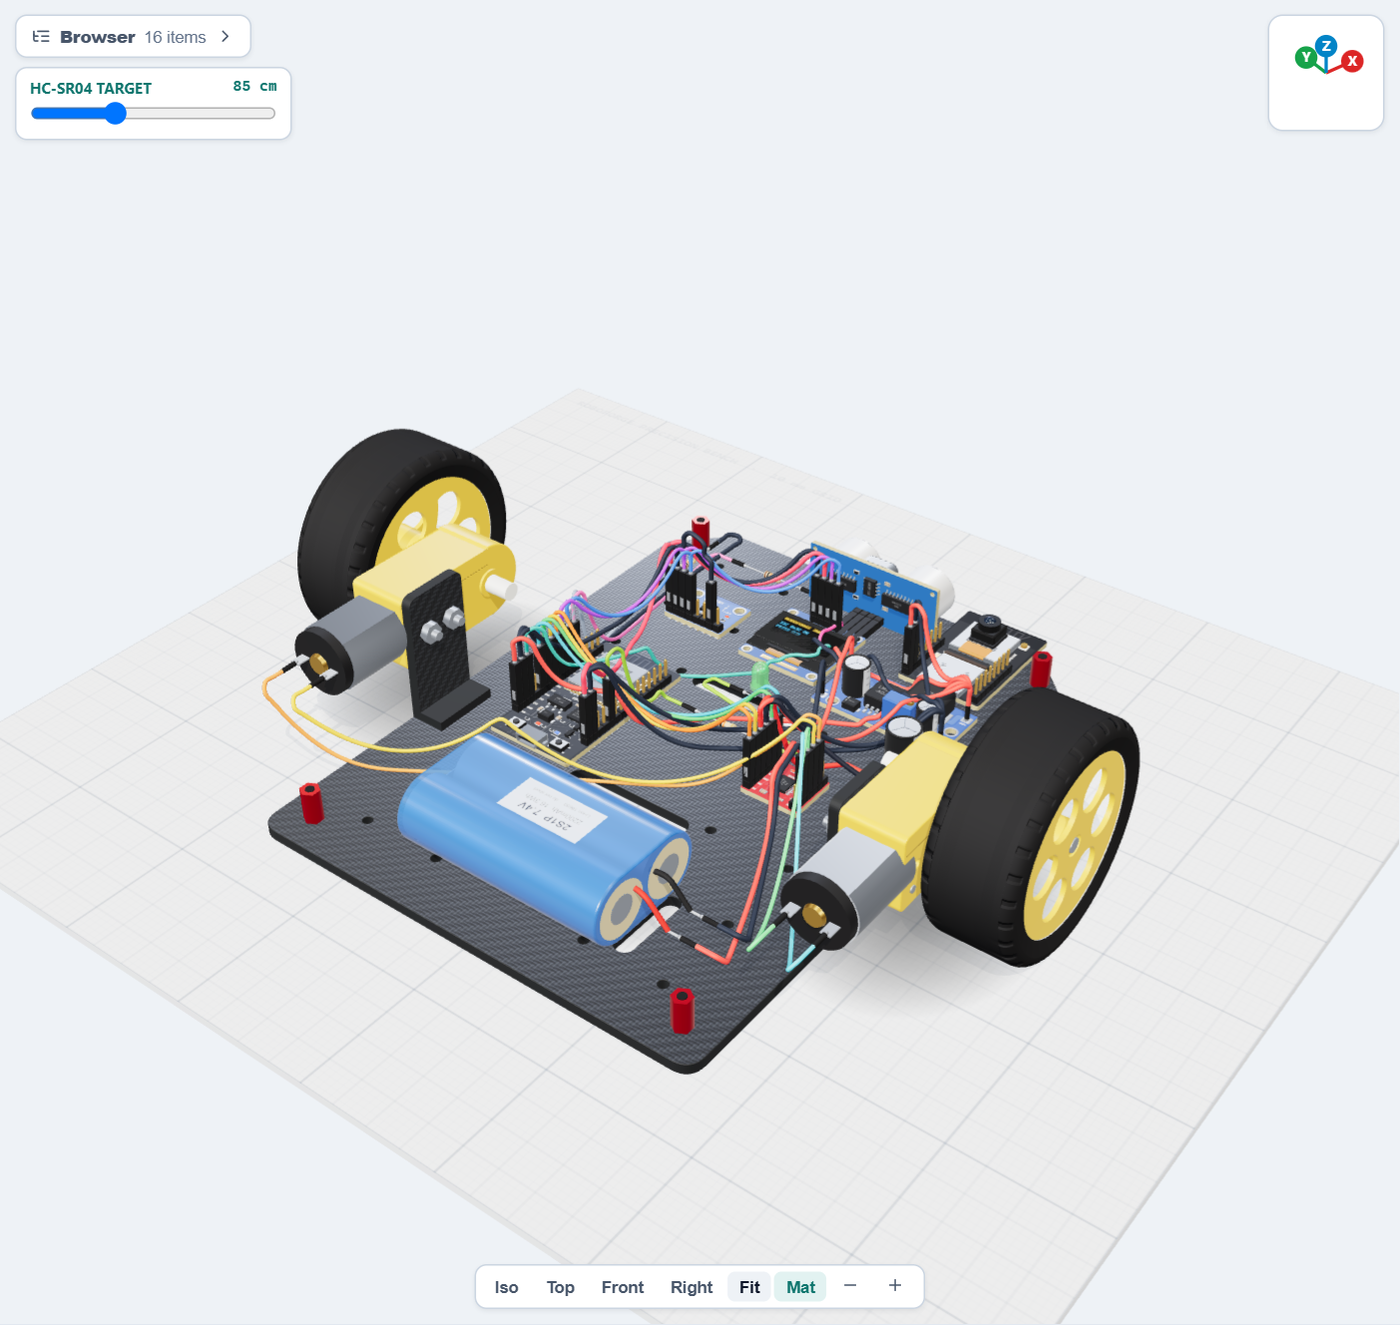 Browser 16 items
HC-SR04 TARGET 85 cm
Z
Y
X
2S1P 7.4V
Iso Top Front Right Fit Mat − +